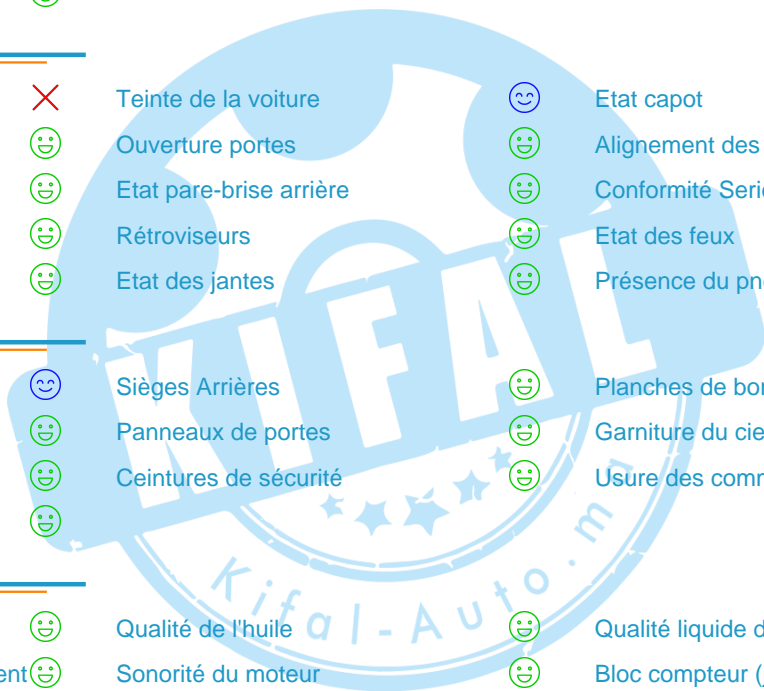 Teinte de la voiture Etat capot
Ouverture portes Alignement des
Etat pare-brise arrière Conformité Seri
Rétroviseurs Etat des feux
Etat des jantes Présence du pn
KIFAL
Sièges Arrières Planches de bor
Panneaux de portes Garniture du cie
Ceintures de sécurité Usure des comm
Kifal-Auto.m
Qualité de l'huile Qualité liquide d
ent Sonorité du moteur Bloc compteur (